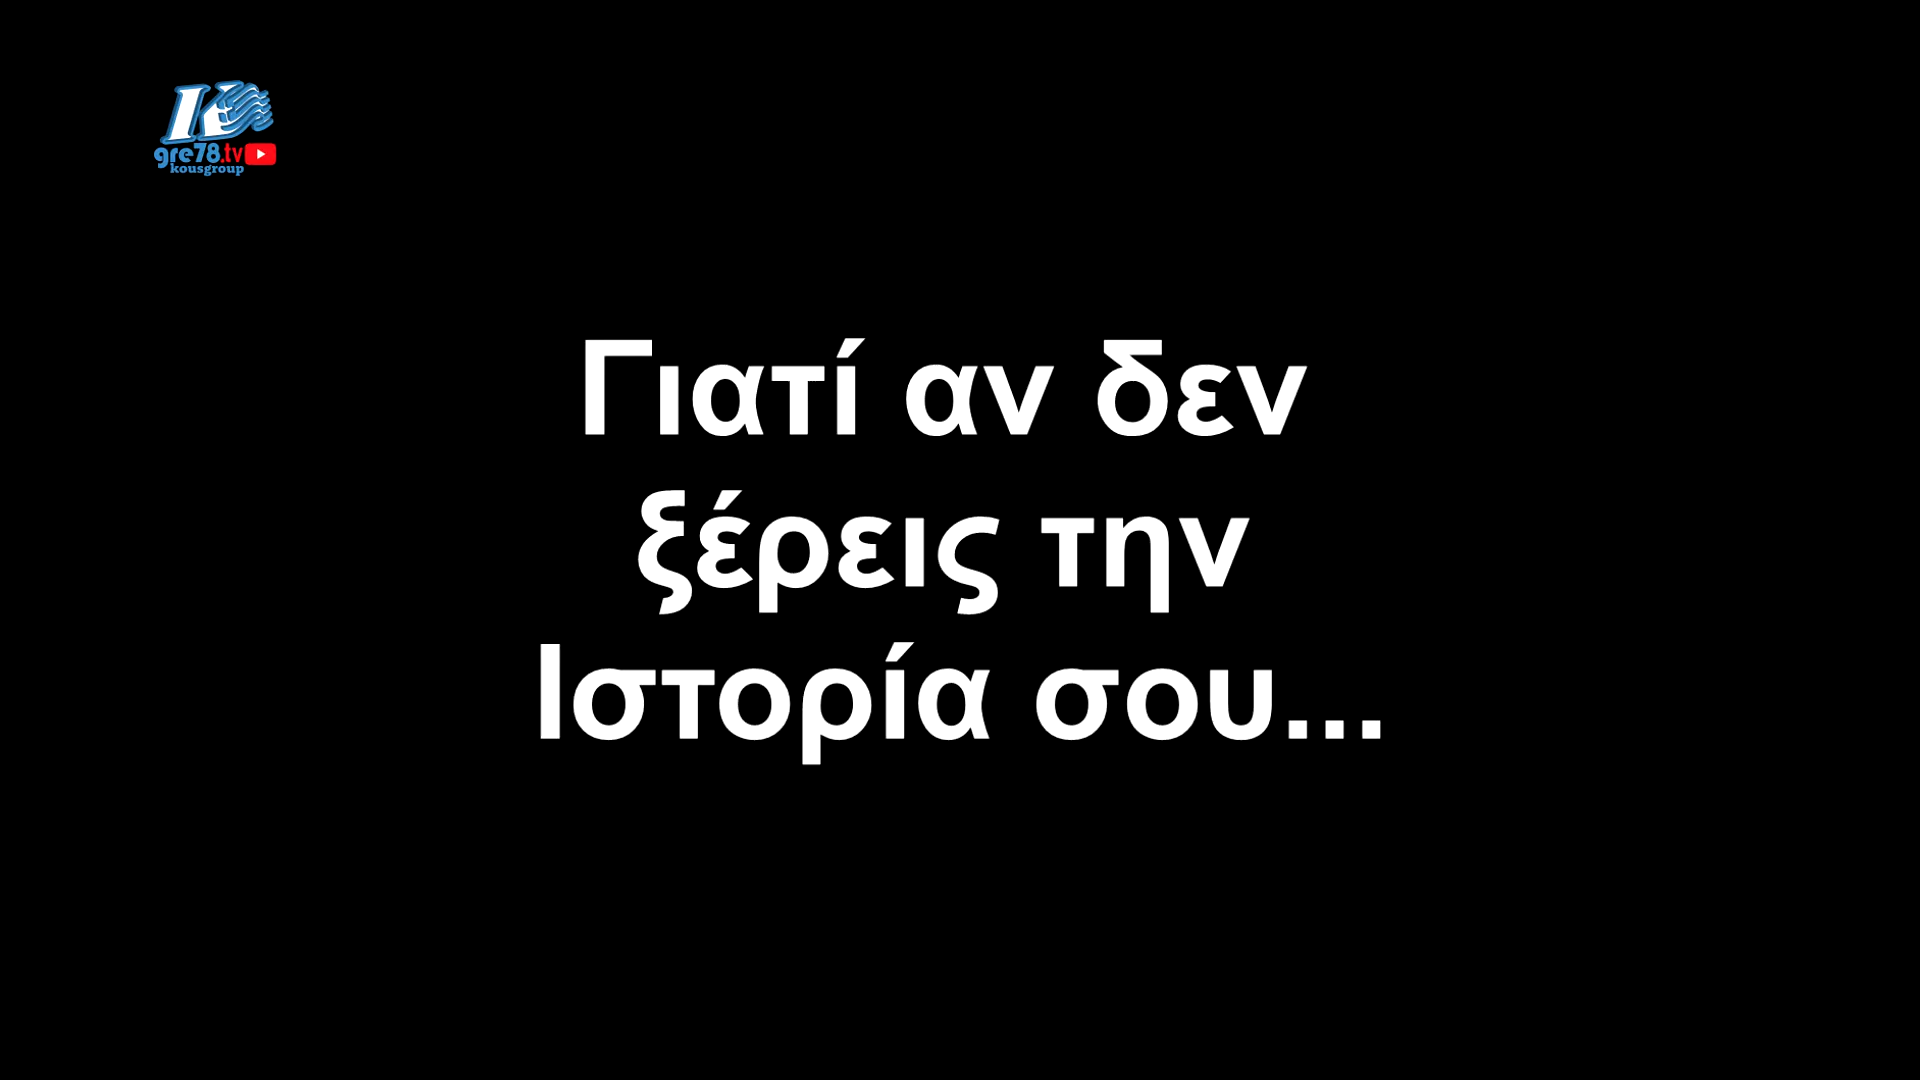 K
gre78.tv
kousgroup
Γιατί αν δεν
ξέρεις την
Ιστορία σου...